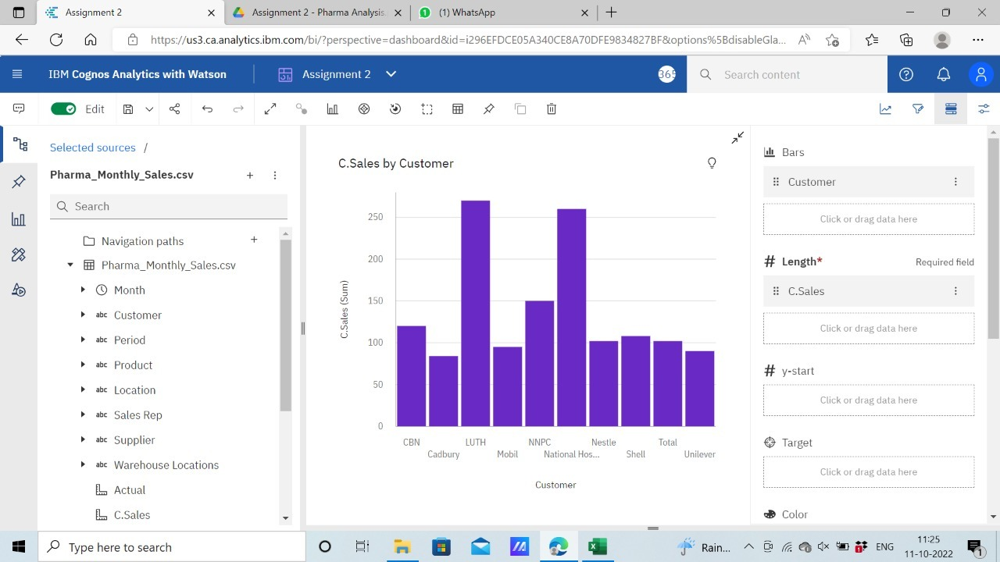 Assignment 2
Assignment 2 - Pharma Analytics
(1) WhatsApp
https://us3.ca.analytics.ibm.com/bi/?perspective=dashboard&id=i296EFDCE05A340CE8A70DFE9834827BF&options%5BdisableGla...
IBM Cognos Analytics with Watson
Assignment 2
365
Search content
Edit
Selected sources /
Pharma_Monthly_Sales.csv
Search
Navigation paths
Pharma_Monthly_Sales.csv
Month
abc Customer
abc Period
abc Product
abc Location
abc Sales Rep
abc Supplier
abc Warehouse Locations
Actual
C.Sales
C.Sales by Customer
C.Sales (Sum)
250
200
150
100
50
0
CBN
Cadbury
LUTH
Mobil
NNPC
National Hos...
Nestle
Shell
Total
Unilever
Customer
Bars
Customer
Click or drag data here
# Length* Required field
C.Sales
Click or drag data here
# y-start
Click or drag data here
Target
Click or drag data here
Color
Type here to search
Rain...
ENG
11:25
11-10-2022
1